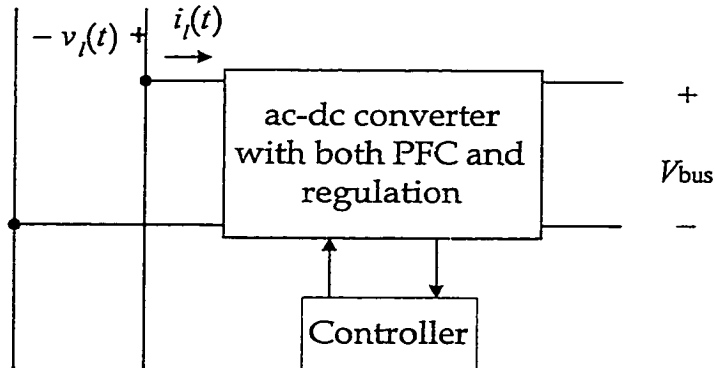 − v_l(t) +
i_l(t)
ac-dc converter
with both PFC and
regulation
+
V_bus
−
Controller